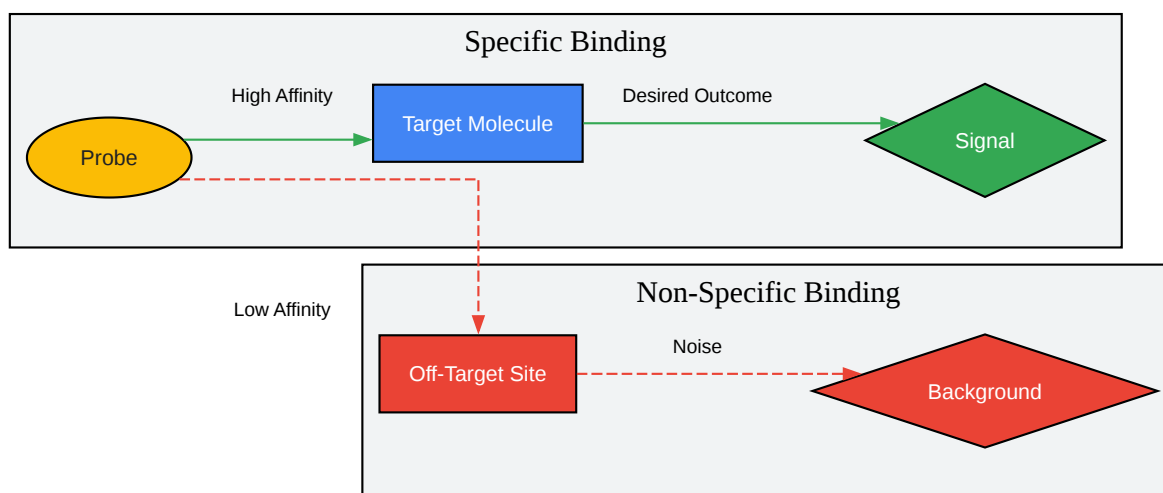 Specific Binding
High Affinity
Desired Outcome
Target Molecule
Signal
Probe
Non-Specific Binding
Low Affinity
Noise
Off-Target Site
Background